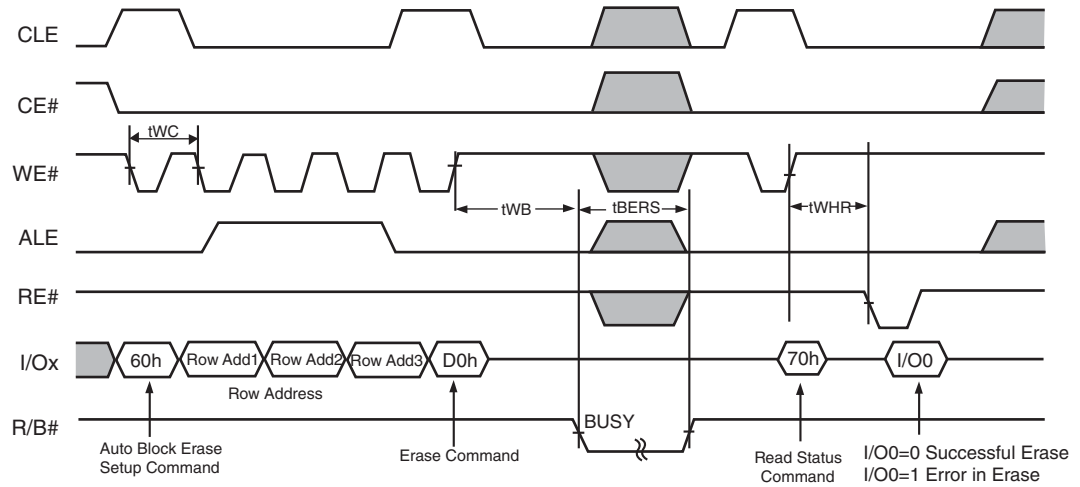 CLE
CE#
tWC
WE#
tWB
tBERS
tWHR
ALE
RE#
I/Ox
60h
Row Add1
Row Add2
Row Add3
D0h
70h
I/O0
Row Address
R/B#
BUSY
Auto Block Erase
Setup Command
Erase Command
Read Status
Command
I/O0=0 Successful Erase
I/O0=1 Error in Erase